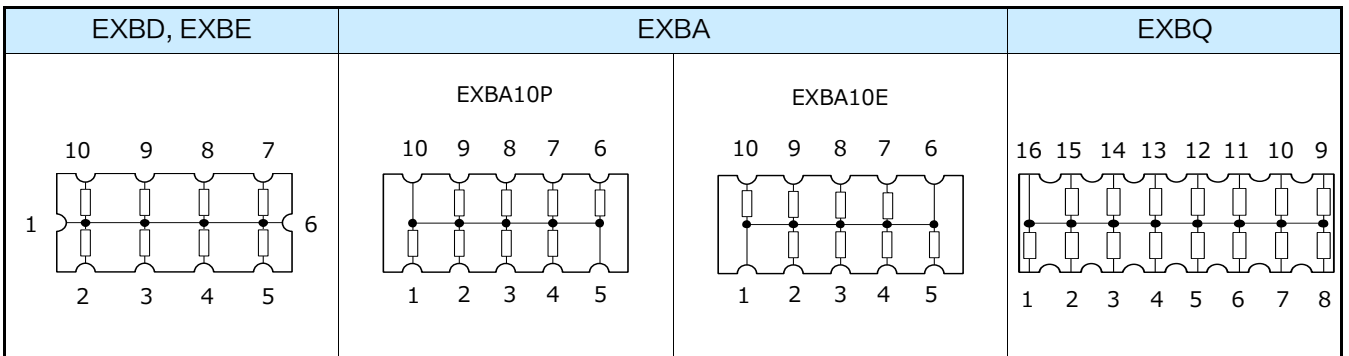 EXBD, EXBE
EXBA
EXBQ
EXBA10P
EXBA10E
10 9 8 7
1
6
2 3 4 5
10 9 8 7 6
1 2 3 4 5
10 9 8 7 6
1 2 3 4 5
16 15 14 13 12 11 10 9
1 2 3 4 5 6 7 8